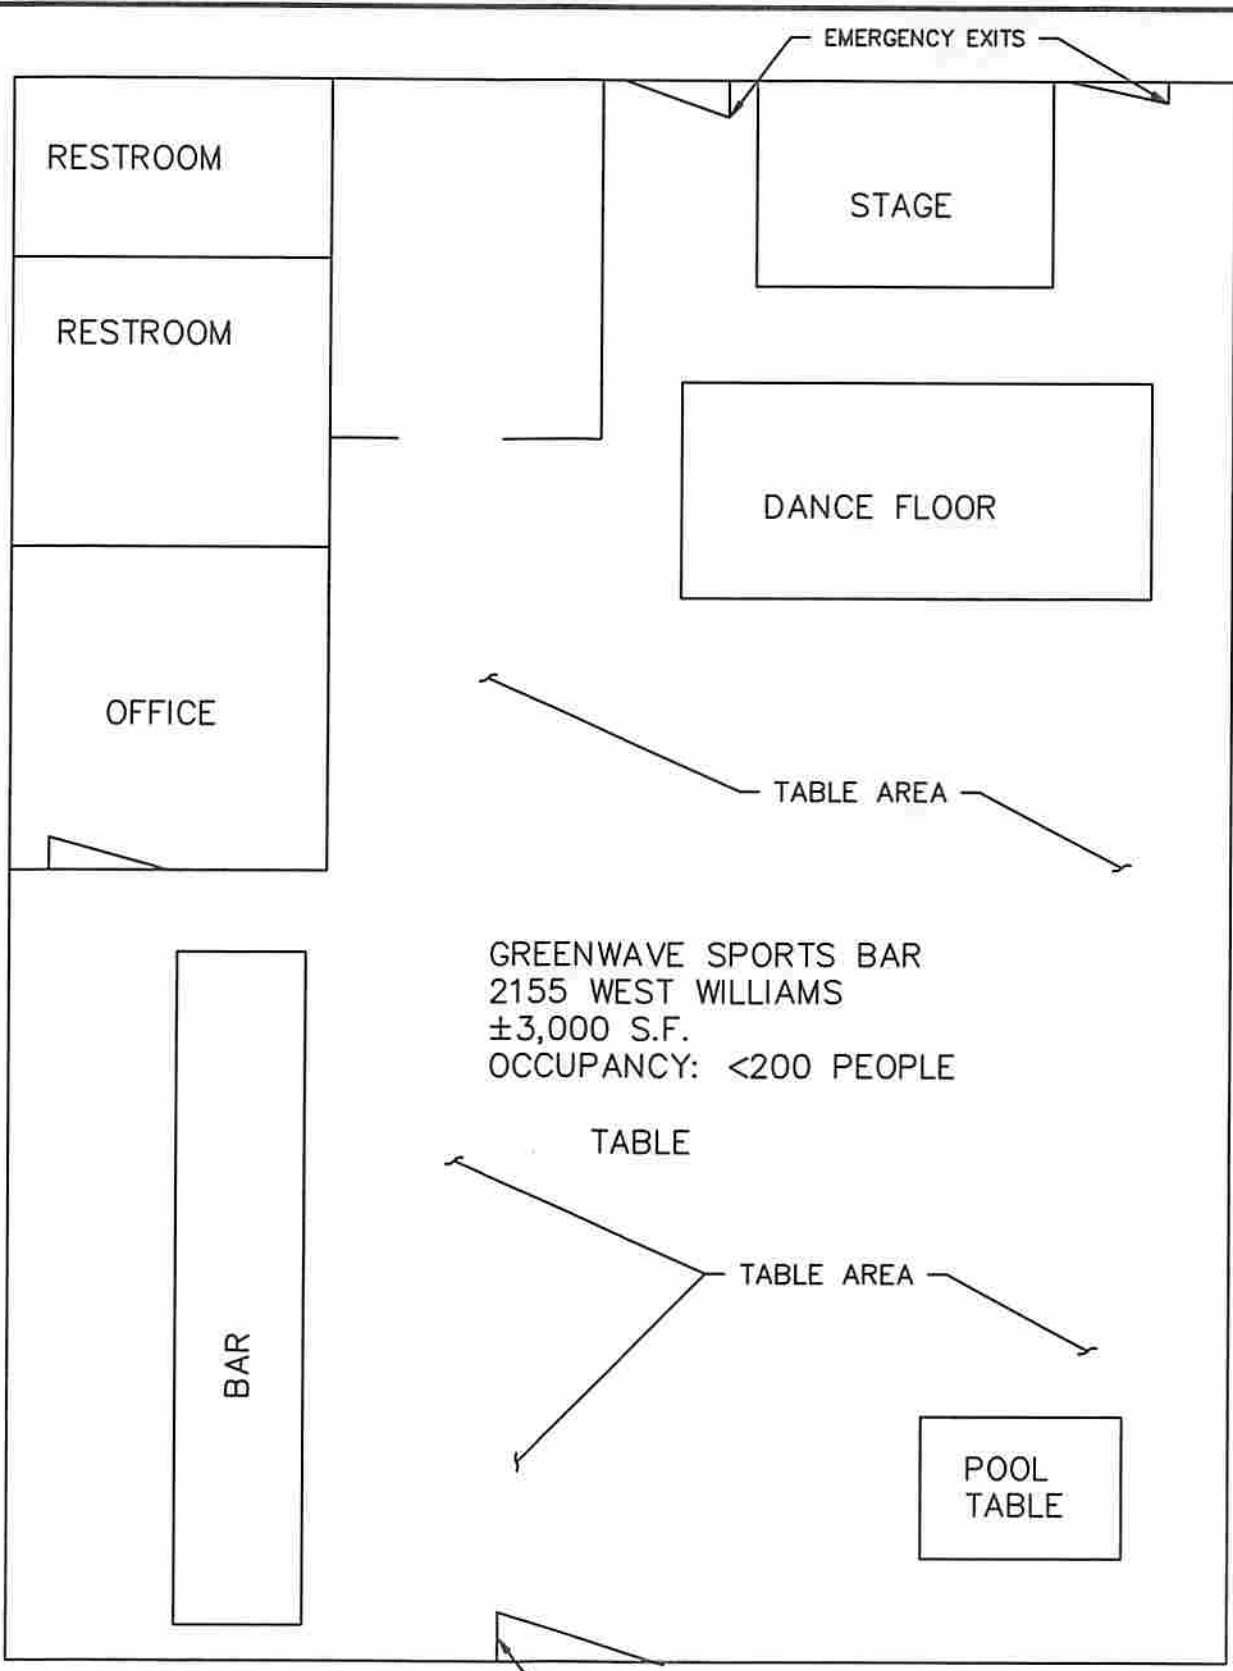 EMERGENCY EXITS
RESTROOM
STAGE
RESTROOM
DANCE FLOOR
OFFICE
TABLE AREA
GREENWAVE SPORTS BAR
2155 WEST WILLIAMS
±3,000 S.F.
OCCUPANCY: <200 PEOPLE
TABLE
TABLE AREA
BAR
POOL
TABLE